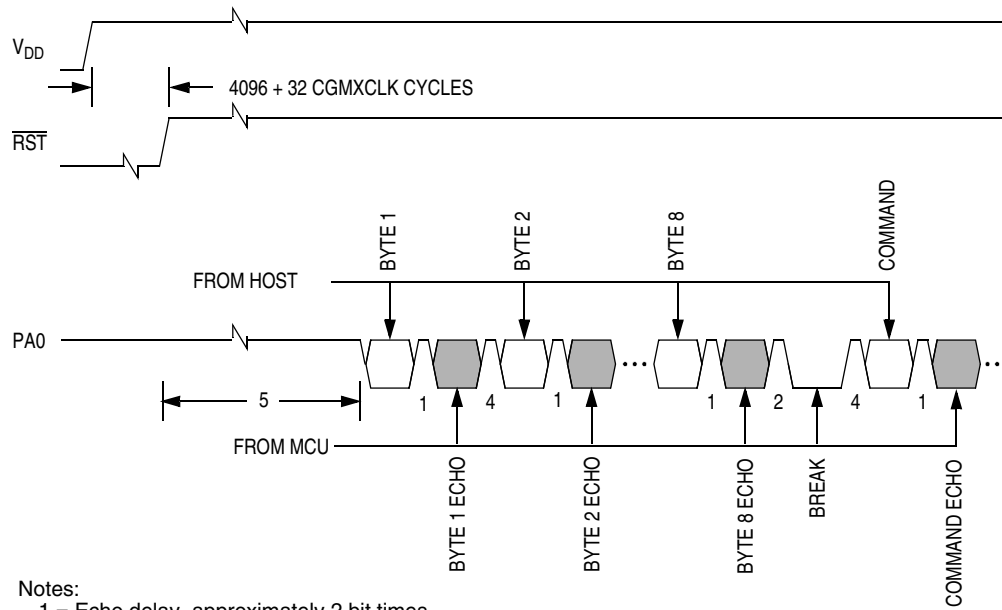 VDD
4096 + 32 CGMXCLK CYCLES
RST
BYTE 1
BYTE 2
BYTE 8
COMMAND
FROM HOST
PA0
5
1
4
1
1
2
4
1
FROM MCU
BYTE 1 ECHO
BYTE 2 ECHO
BYTE 8 ECHO
BREAK
COMMAND ECHO
Notes: